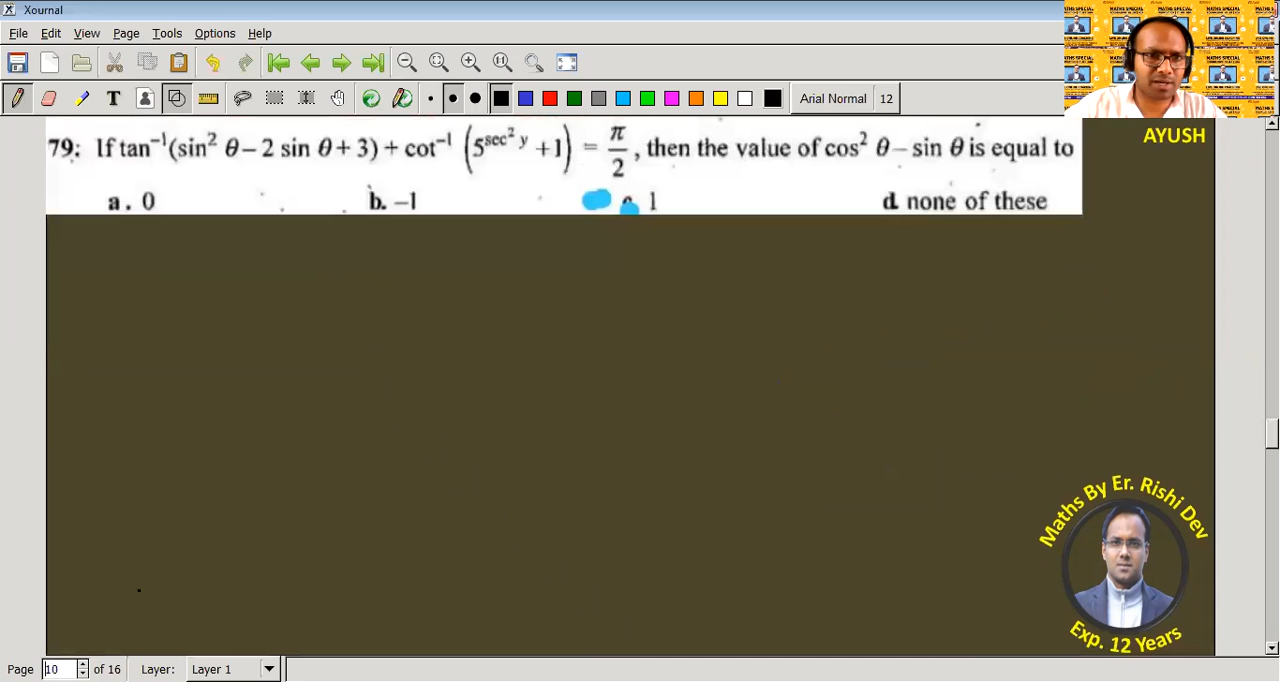 Xournal
File Edit View Page Tools Options Help
Arial Normal 12
AYUSH
79. If tan⁻¹(sin² θ – 2 sin θ + 3) + cot⁻¹ (5^(sec² y) + 1) = π/2, then the value of cos² θ – sin θ is equal to
a. 0 b. –1 1 d. none of these
Maths By Er. Rishi Dev
Exp. 12 Years
Page 10 of 16 Layer: Layer 1